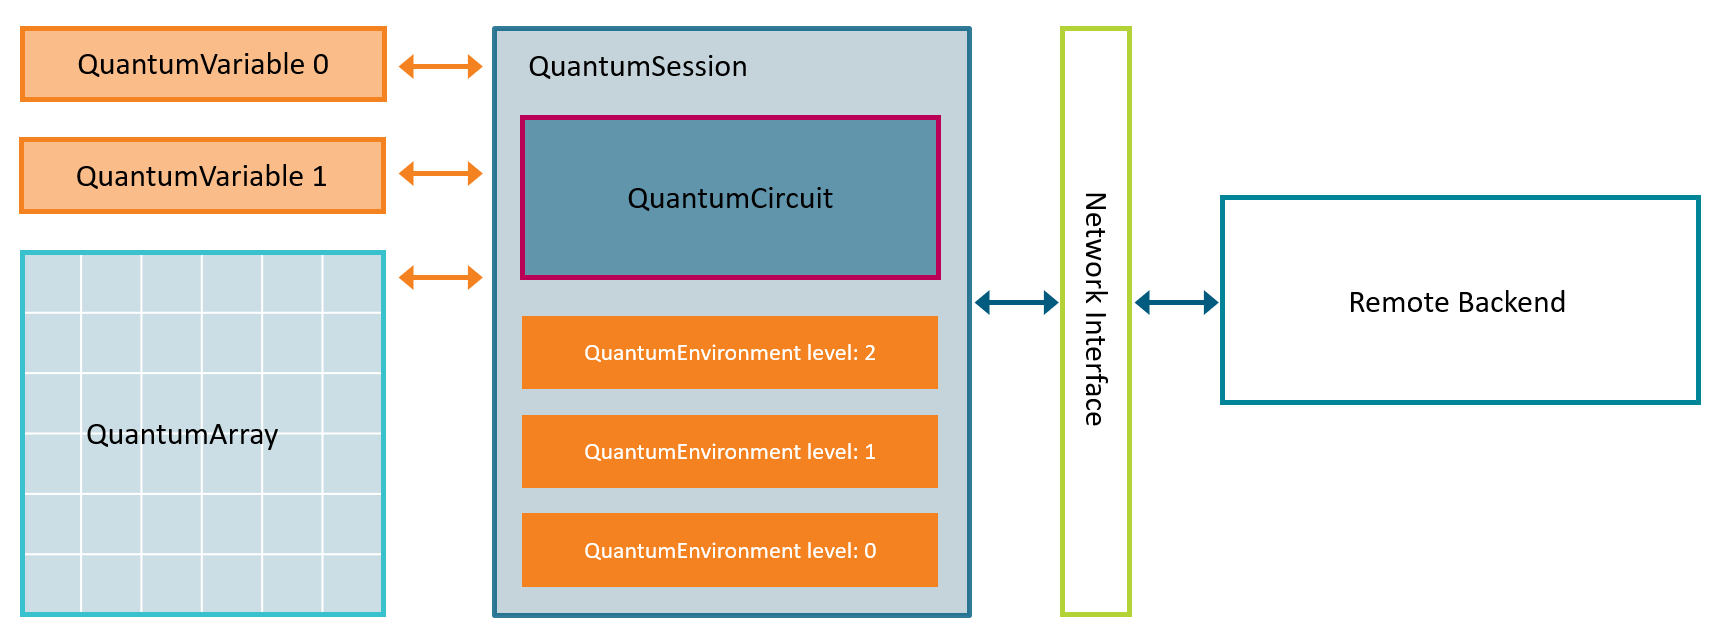 QuantumVariable 0
QuantumVariable 1
QuantumArray
QuantumSession
QuantumCircuit
QuantumEnvironment level: 2
QuantumEnvironment level: 1
QuantumEnvironment level: 0
Network Interface
Remote Backend